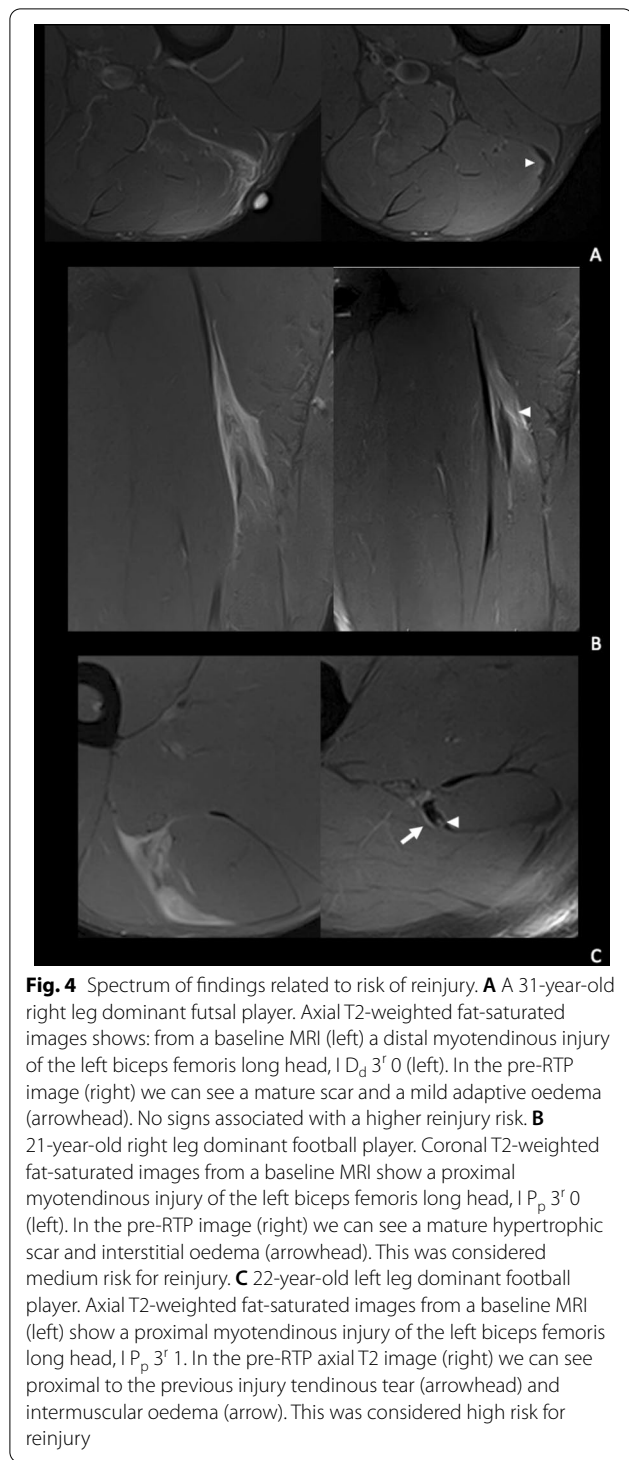 A
B
C
Fig. 4 Spectrum of findings related to risk of reinjury. A A 31-year-old
right leg dominant futsal player. Axial T2-weighted fat-saturated
images shows: from a baseline MRI (left) a distal myotendinous injury
of the left biceps femoris long head, I Dd 3r 0 (left). In the pre-RTP
image (right) we can see a mature scar and a mild adaptive oedema
(arrowhead). No signs associated with a higher reinjury risk. B
21-year-old right leg dominant football player. Coronal T2-weighted
fat-saturated images from a baseline MRI show a proximal
myotendinous injury of the left biceps femoris long head, I Pp 3r 0
(left). In the pre-RTP image (right) we can see a mature hypertrophic
scar and interstitial oedema (arrowhead). This was considered
medium risk for reinjury. C 22-year-old left leg dominant football
player. Axial T2-weighted fat-saturated images from a baseline MRI
(left) show a proximal myotendinous injury of the left biceps femoris
long head, I Pp 3r 1. In the pre-RTP axial T2 image (right) we can see
proximal to the previous injury tendinous tear (arrowhead) and
intermuscular oedema (arrow). This was considered high risk for
reinjury